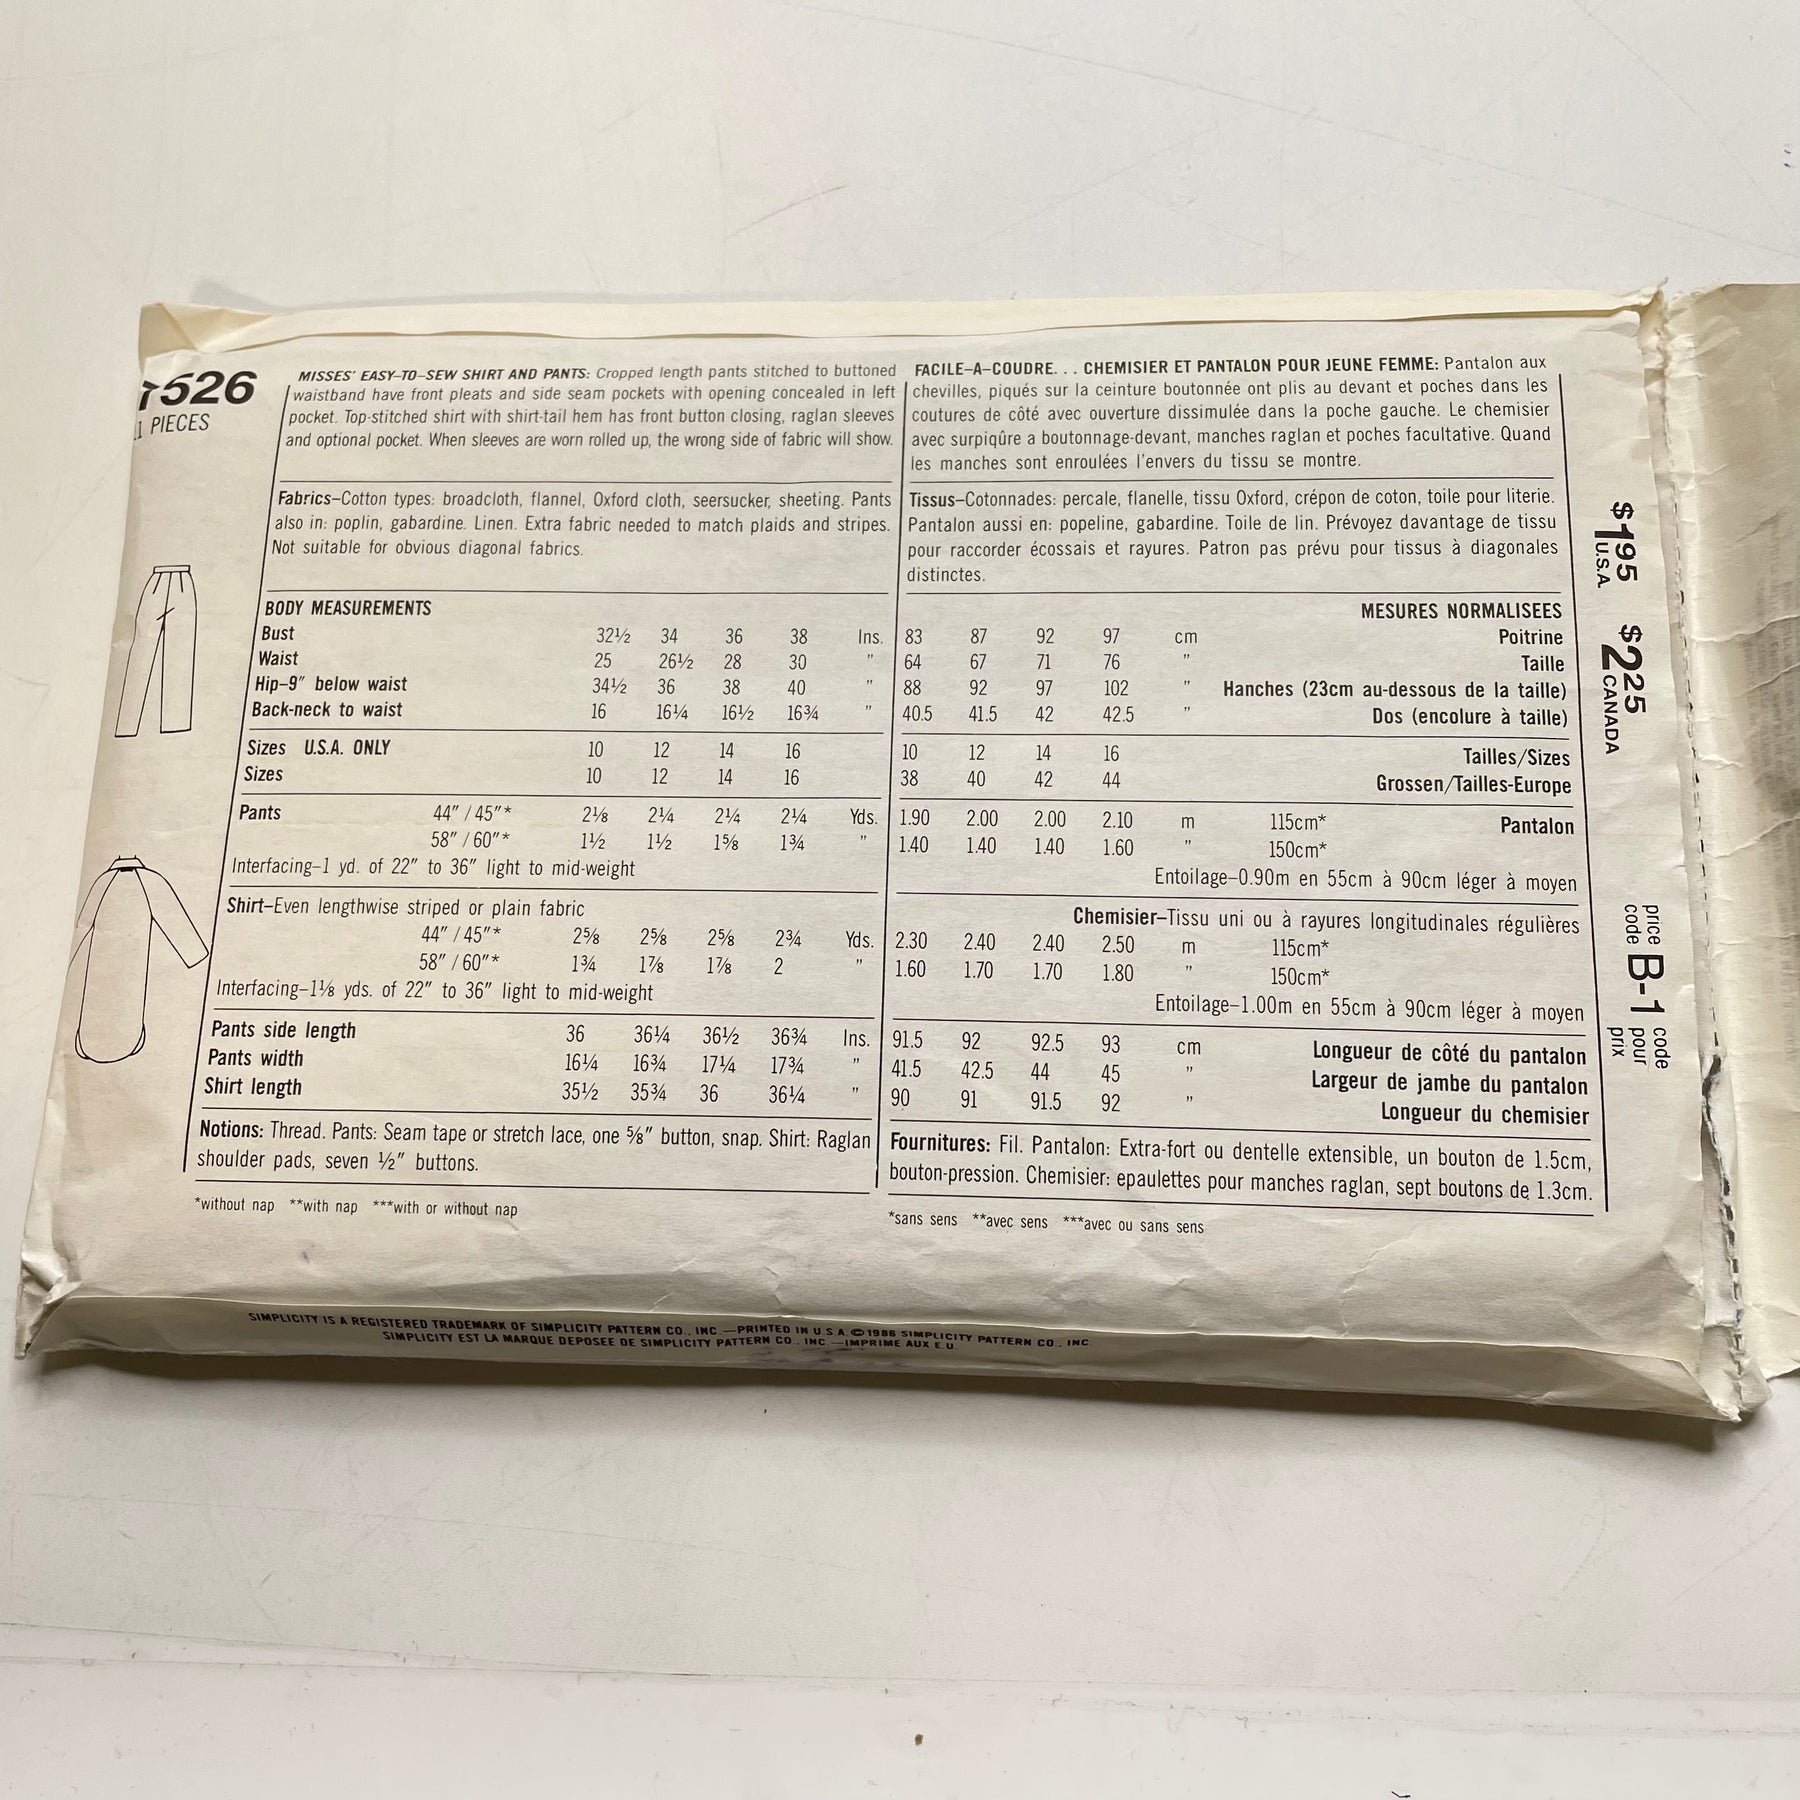 7526
11 PIECES
MISSES' EASY-TO-SEW SHIRT AND PANTS: Cropped length pants stitched to buttoned
waistband have front pleats and side seam pockets with opening concealed in left
pocket. Top-stitched shirt with shirt-tail hem has front button closing, raglan sleeves
and optional pocket. When sleeves are worn rolled up, the wrong side of fabric will show.
Fabrics–Cotton types: broadcloth, flannel, Oxford cloth, seersucker, sheeting. Pants
also in: poplin, gabardine. Linen. Extra fabric needed to match plaids and stripes.
Not suitable for obvious diagonal fabrics.
BODY MEASUREMENTS
Bust 32½ 34 36 38 Ins.
Waist 25 26½ 28 30 "
Hip–9" below waist 34½ 36 38 40 "
Back-neck to waist 16 16¼ 16½ 16¾ "
Sizes U.S.A. ONLY 10 12 14 16
Sizes 10 12 14 16
Pants 44" / 45"* 2⅛ 2¼ 2¼ 2¼ Yds.
58" / 60"* 1½ 1½ 1⅝ 1¾ "
Interfacing–1 yd. of 22" to 36" light to mid-weight
Shirt–Even lengthwise striped or plain fabric
44" / 45"* 2⅝ 2⅝ 2⅝ 2¾ Yds.
58" / 60"* 1¾ 1⅞ 1⅞ 2 "
Interfacing–1⅛ yds. of 22" to 36" light to mid-weight
Pants side length 36 36¼ 36½ 36¾ Ins.
Pants width 16¼ 16¾ 17¼ 17¾ "
Shirt length 35½ 35¾ 36 36¼ "
Notions: Thread. Pants: Seam tape or stretch lace, one ⅝" button, snap. Shirt: Raglan
shoulder pads, seven ½" buttons.
*without nap **with nap ***with or without nap
FACILE-A-COUDRE. . . CHEMISIER ET PANTALON POUR JEUNE FEMME: Pantalon aux
chevilles, piqués sur la ceinture boutonnée ont plis au devant et poches dans les
coutures de côté avec ouverture dissimulée dans la poche gauche. Le chemisier
avec surpiqûre a boutonnage-devant, manches raglan et poches facultative. Quand
les manches sont enroulées l'envers du tissu se montre.
Tissus–Cotonnades: percale, flanelle, tissu Oxford, crépon de coton, toile pour literie.
Pantalon aussi en: popeline, gabardine. Toile de lin. Prévoyez davantage de tissu
pour raccorder écossais et rayures. Patron pas prévu pour tissus à diagonales
distinctes.
MESURES NORMALISEES
83 87 92 97 cm Poitrine
64 67 71 76 " Taille
88 92 97 102 " Hanches (23cm au-dessous de la taille)
40.5 41.5 42 42.5 " Dos (encolure à taille)
10 12 14 16 Tailles/Sizes
38 40 42 44 Grossen/Tailles-Europe
1.90 2.00 2.00 2.10 m 115cm* Pantalon
1.40 1.40 1.40 1.60 " 150cm*
Entoilage–0.90m en 55cm à 90cm léger à moyen
Chemisier–Tissu uni ou à rayures longitudinales régulières
2.30 2.40 2.40 2.50 m 115cm*
1.60 1.70 1.70 1.80 " 150cm*
Entoilage–1.00m en 55cm à 90cm léger à moyen
91.5 92 92.5 93 cm Longueur de côté du pantalon
41.5 42.5 44 45 " Largeur de jambe du pantalon
90 91 91.5 92 " Longueur du chemisier
Fournitures: Fil. Pantalon: Extra-fort ou dentelle extensible, un bouton de 1.5cm,
bouton-pression. Chemisier: epaulettes pour manches raglan, sept boutons de 1.3cm.
*sans sens **avec sens ***avec ou sans sens
$1 95 U.S.A.
$2 25 CANADA
price code B-1 code pour prix
SIMPLICITY IS A REGISTERED TRADEMARK OF SIMPLICITY PATTERN CO., INC.—PRINTED IN U.S.A. © 1986 SIMPLICITY PATTERN CO., INC.
SIMPLICITY EST LA MARQUE DEPOSEE DE SIMPLICITY PATTERN CO., INC.—IMPRIME AUX E.U.